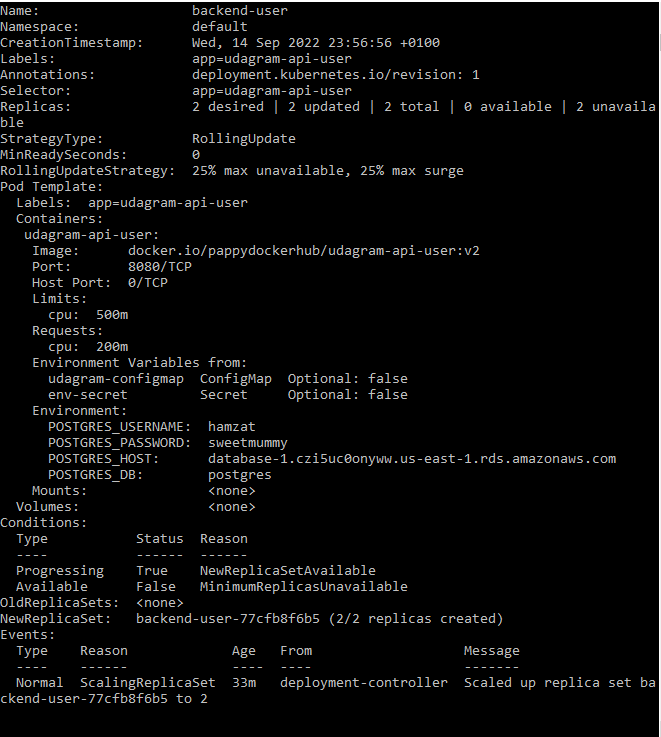 Name:                   backend-user
Namespace:              default
CreationTimestamp:      Wed, 14 Sep 2022 23:56:56 +0100
Labels:                 app=udagram-api-user
Annotations:            deployment.kubernetes.io/revision: 1
Selector:               app=udagram-api-user
Replicas:               2 desired | 2 updated | 2 total | 0 available | 2 unavaila
ble
StrategyType:           RollingUpdate
MinReadySeconds:        0
RollingUpdateStrategy:  25% max unavailable, 25% max surge
Pod Template:
  Labels:  app=udagram-api-user
  Containers:
   udagram-api-user:
    Image:      docker.io/pappydockerhub/udagram-api-user:v2
    Port:       8080/TCP
    Host Port:  0/TCP
    Limits:
      cpu:  500m
    Requests:
      cpu:  200m
    Environment Variables from:
      udagram-configmap  ConfigMap  Optional: false
      env-secret         Secret     Optional: false
    Environment:
      POSTGRES_USERNAME:  hamzat
      POSTGRES_PASSWORD:  sweetmummy
      POSTGRES_HOST:      database-1.czi5uc0onyww.us-east-1.rds.amazonaws.com
      POSTGRES_DB:        postgres
    Mounts:               <none>
  Volumes:                <none>
Conditions:
  Type           Status  Reason
  ----           ------  ------
  Progressing    True    NewReplicaSetAvailable
  Available      False   MinimumReplicasUnavailable
OldReplicaSets:  <none>
NewReplicaSet:   backend-user-77cfb8f6b5 (2/2 replicas created)
Events:
  Type    Reason             Age   From                   Message
  ----    ------             ----  ----                   -------
  Normal  ScalingReplicaSet  33m   deployment-controller  Scaled up replica set ba
ckend-user-77cfb8f6b5 to 2